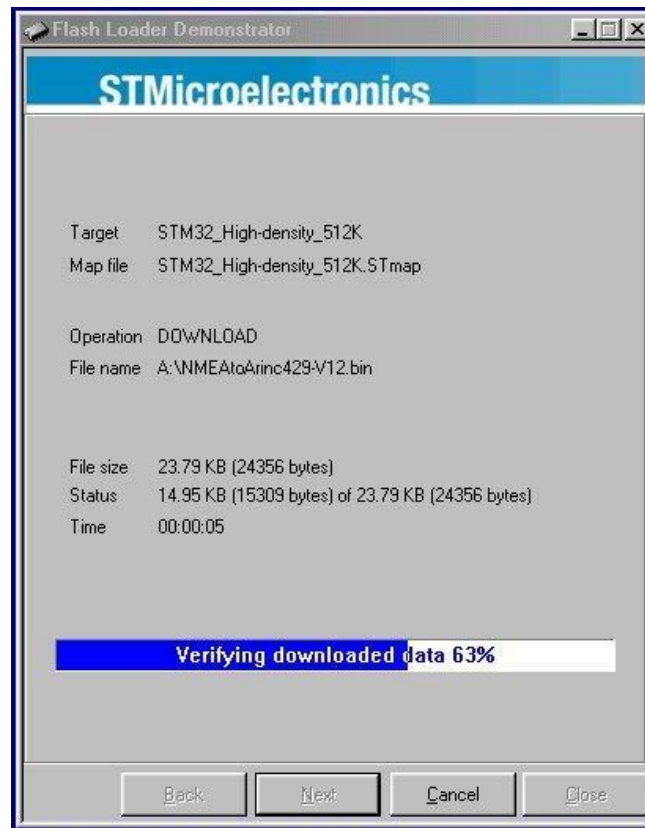 Flash Loader Demonstrator
STMicroelectronics
Target STM32_High-density_512K
Map file STM32_High-density_512K.STmap
Operation DOWNLOAD
File name A:\NMEAtoArinc429-V12.bin
File size 23.79 KB (24356 bytes)
Status 14.95 KB (15309 bytes) of 23.79 KB (24356 bytes)
Time 00:00:05
Verifying downloaded data 63%
Back Next Cancel Close